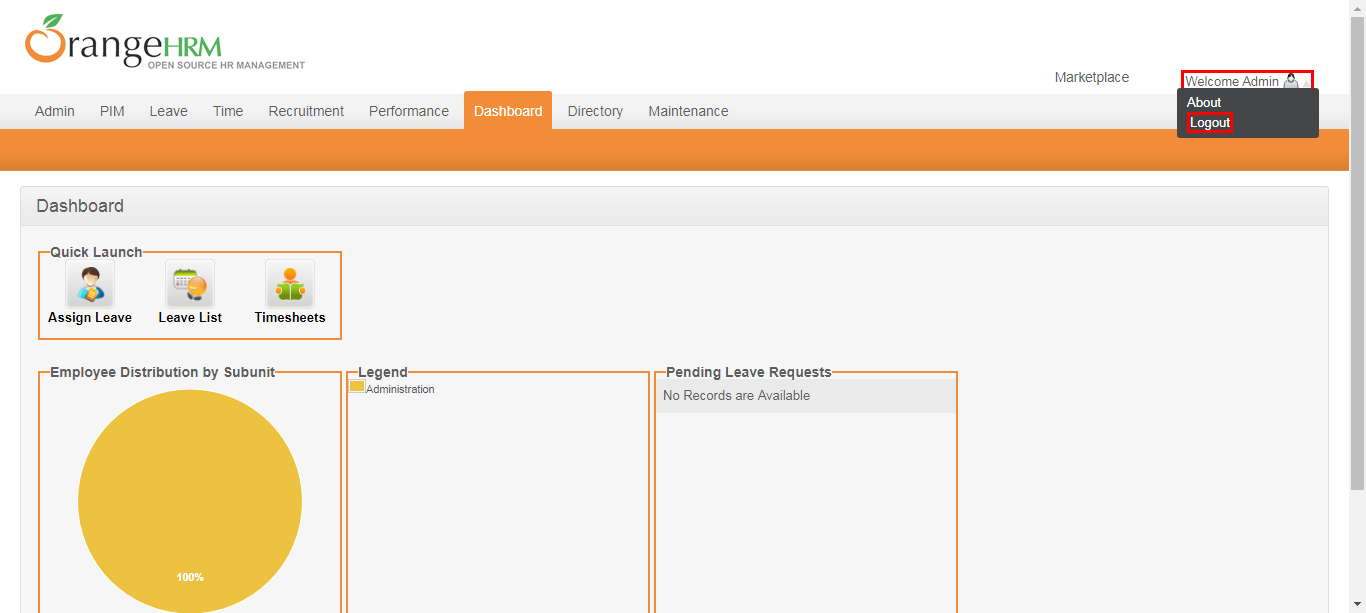 OrangeHRM
OPEN SOURCE HR MANAGEMENT
Marketplace
Welcome Admin
About
Logout
Admin PIM Leave Time Recruitment Performance Dashboard Directory Maintenance
Dashboard
Quick Launch
Assign Leave Leave List Timesheets
Employee Distribution by Subunit
100%
Legend
Administration
Pending Leave Requests
No Records are Available